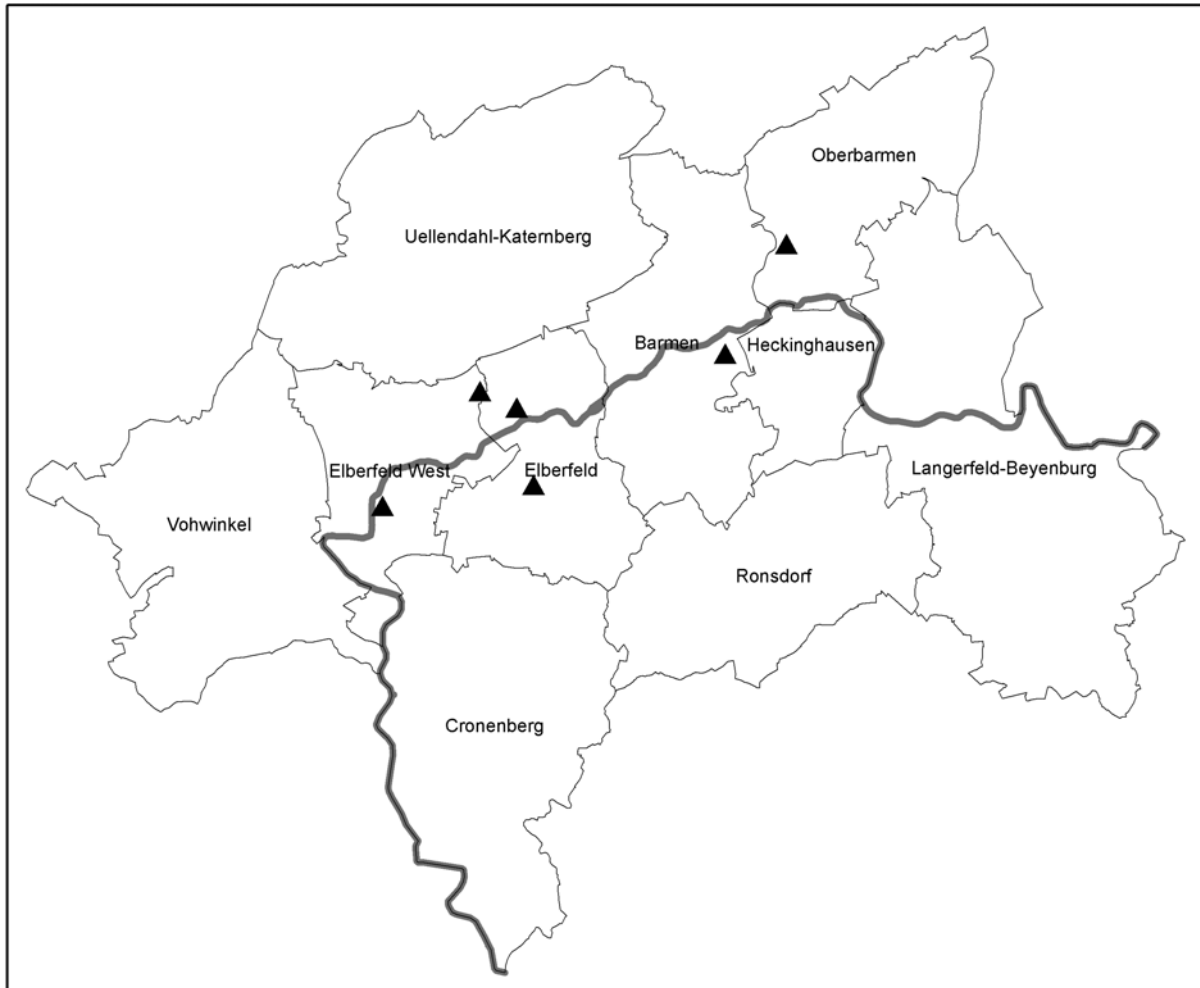 Oberbarmen
Uellendahl-Katernberg
Barmen
Heckinghausen
Elberfeld West
Elberfeld
Langerfeld-Beyenburg
Vohwinkel
Ronsdorf
Cronenberg